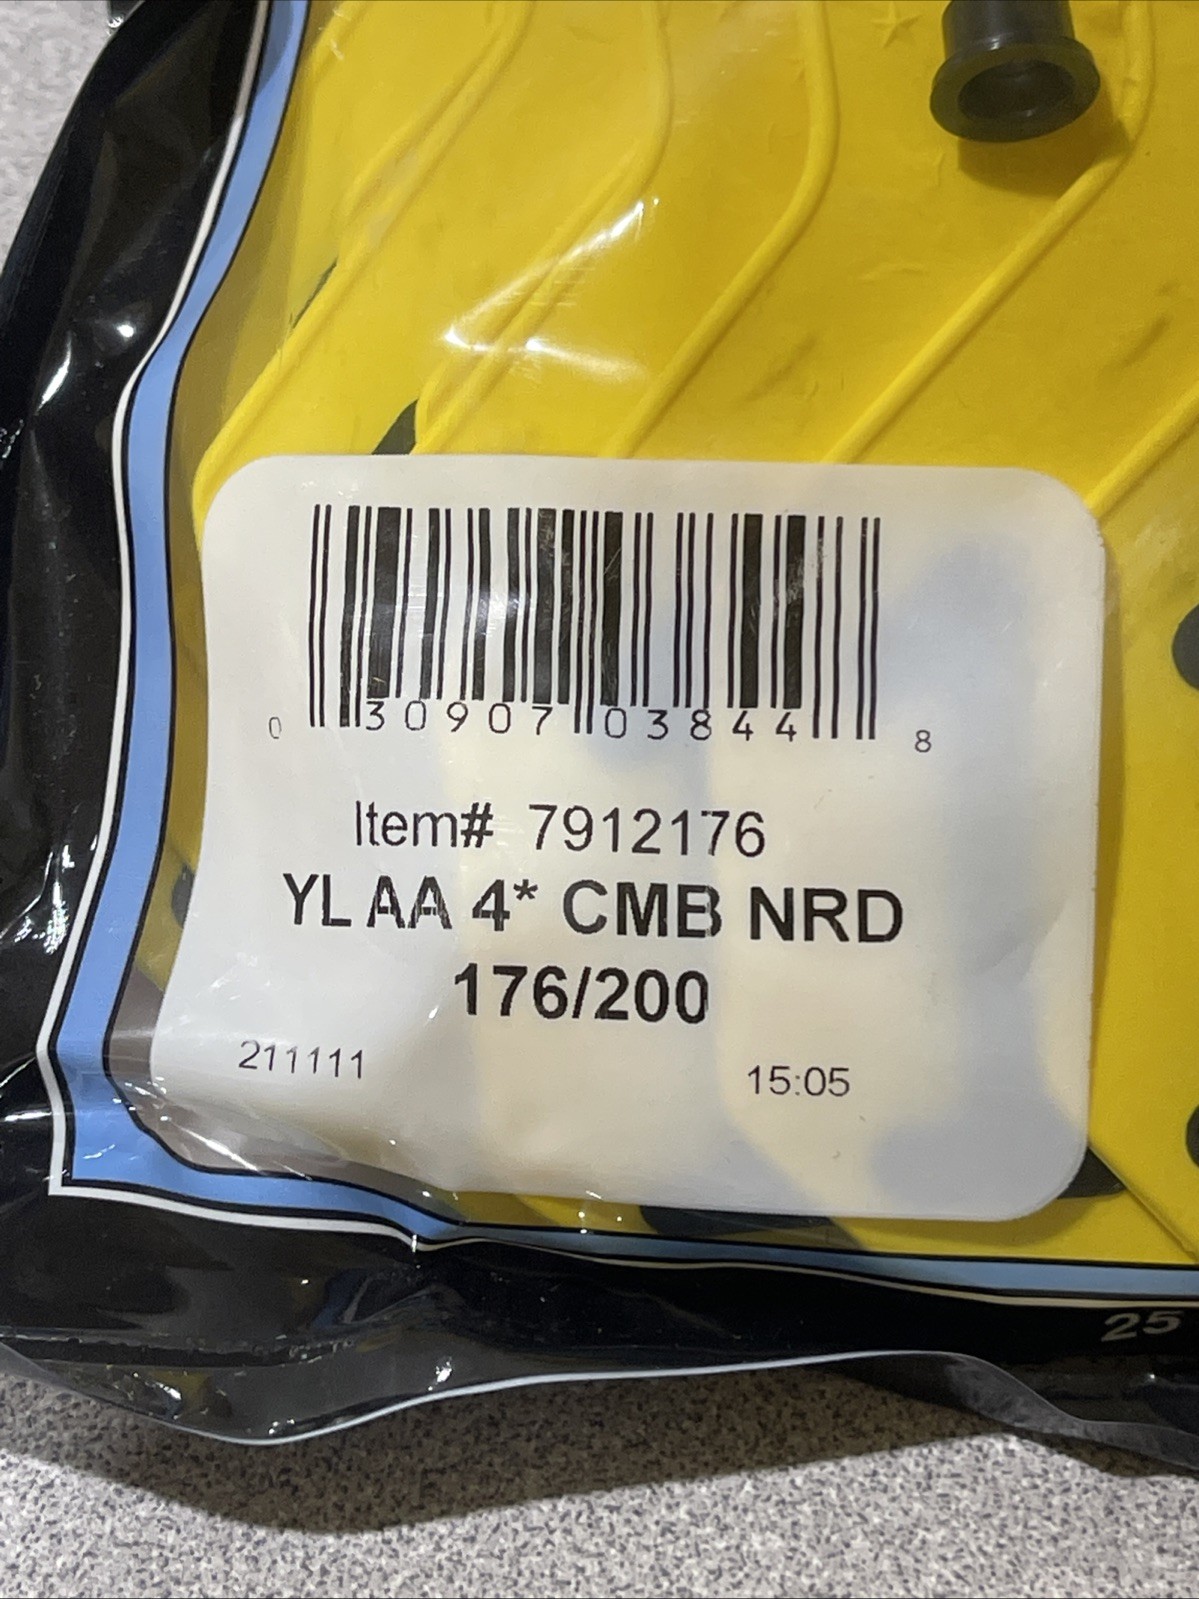 0 30907 03844 8
Item# 7912176
YL AA 4* CMB NRD
176/200
211111 15:05
25